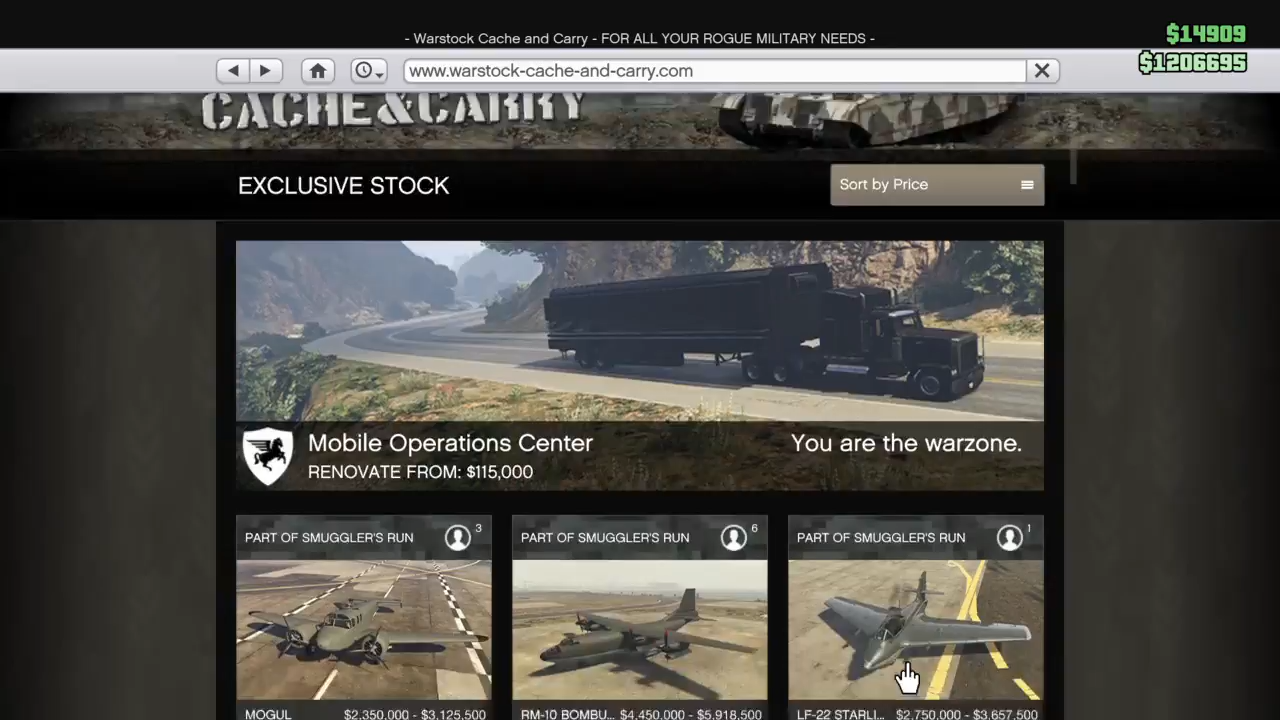 - Warstock Cache and Carry - FOR ALL YOUR ROGUE MILITARY NEEDS -
$14909
$1206695
www.warstock-cache-and-carry.com
CACHE&CARRY
EXCLUSIVE STOCK
Sort by Price
Mobile Operations Center
You are the warzone.
RENOVATE FROM: $115,000
PART OF SMUGGLER'S RUN 3
PART OF SMUGGLER'S RUN 6
PART OF SMUGGLER'S RUN 1
MOGUL $2,350,000 - $3,125,500
RM-10 BOMBU... $4,450,000 - $5,918,500
LF-22 STARLI... $2,750,000 - $3,657,500